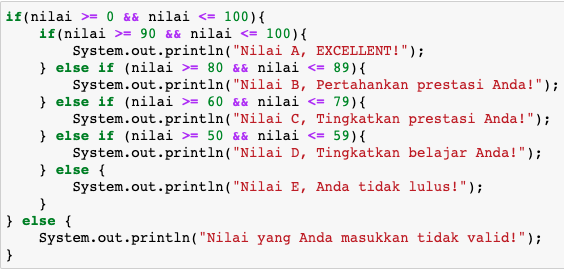 if(nilai >= 0 && nilai <= 100){
    if(nilai >= 90 && nilai <= 100){
        System.out.println("Nilai A, EXCELLENT!");
    } else if (nilai >= 80 && nilai <= 89){
        System.out.println("Nilai B, Pertahankan prestasi Anda!");
    } else if (nilai >= 60 && nilai <= 79){
        System.out.println("Nilai C, Tingkatkan prestasi Anda!");
    } else if (nilai >= 50 && nilai <= 59){
        System.out.println("Nilai D, Tingkatkan belajar Anda!");
    } else {
        System.out.println("Nilai E, Anda tidak lulus!");
    }
} else {
    System.out.println("Nilai yang Anda masukkan tidak valid!");
}